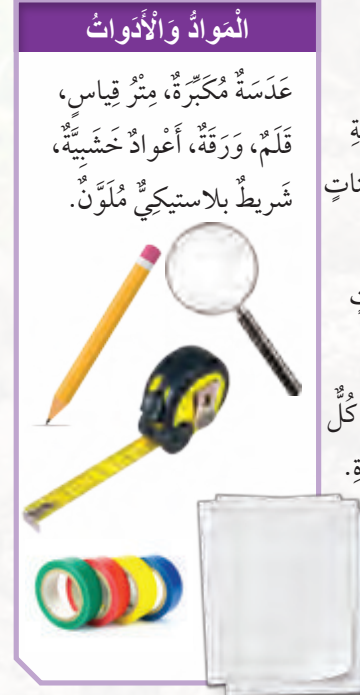 الْمَوادُّ وَالْأَدَواتُ
عَدَسَةٌ مُكَبِّرَةٌ، مِتْرُ قِياسٍ،
قَلَمٌ، وَرَقَةٌ، أَعْوادٌ خَشَبِيَّةٌ،
شَريطٌ بلاستيكِيٌّ مُلَوَّنٌ.
كُلُّ